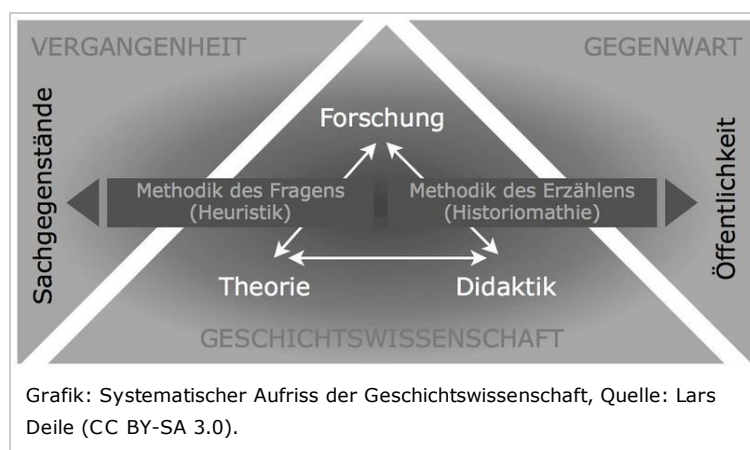 VERGANGENHEIT
GEGENWART
Sachgegenstände
Forschung
Öffentlichkeit
Methodik des Fragens
(Heuristik)
Methodik des Erzählens
(Historiomathie)
Theorie
Didaktik
GESCHICHTSWISSENSCHAFT
Grafik: Systematischer Aufriss der Geschichtswissenschaft, Quelle: Lars
Deile (CC BY-SA 3.0).